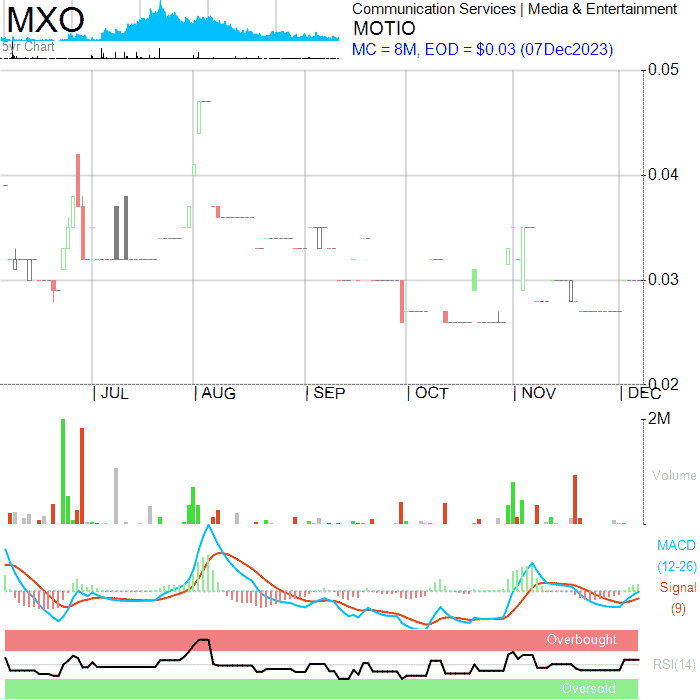 MXO
5yr Chart
Communication Services | Media & Entertainment
MOTIO
MC = 8M, EOD = $0.03 (07Dec2023)
0.05
0.04
0.03
0.02
JUL
AUG
SEP
OCT
NOV
DEC
2M
Volume
MACD
(12-26)
Signal
(9)
Overbought
RSI(14)
Oversold